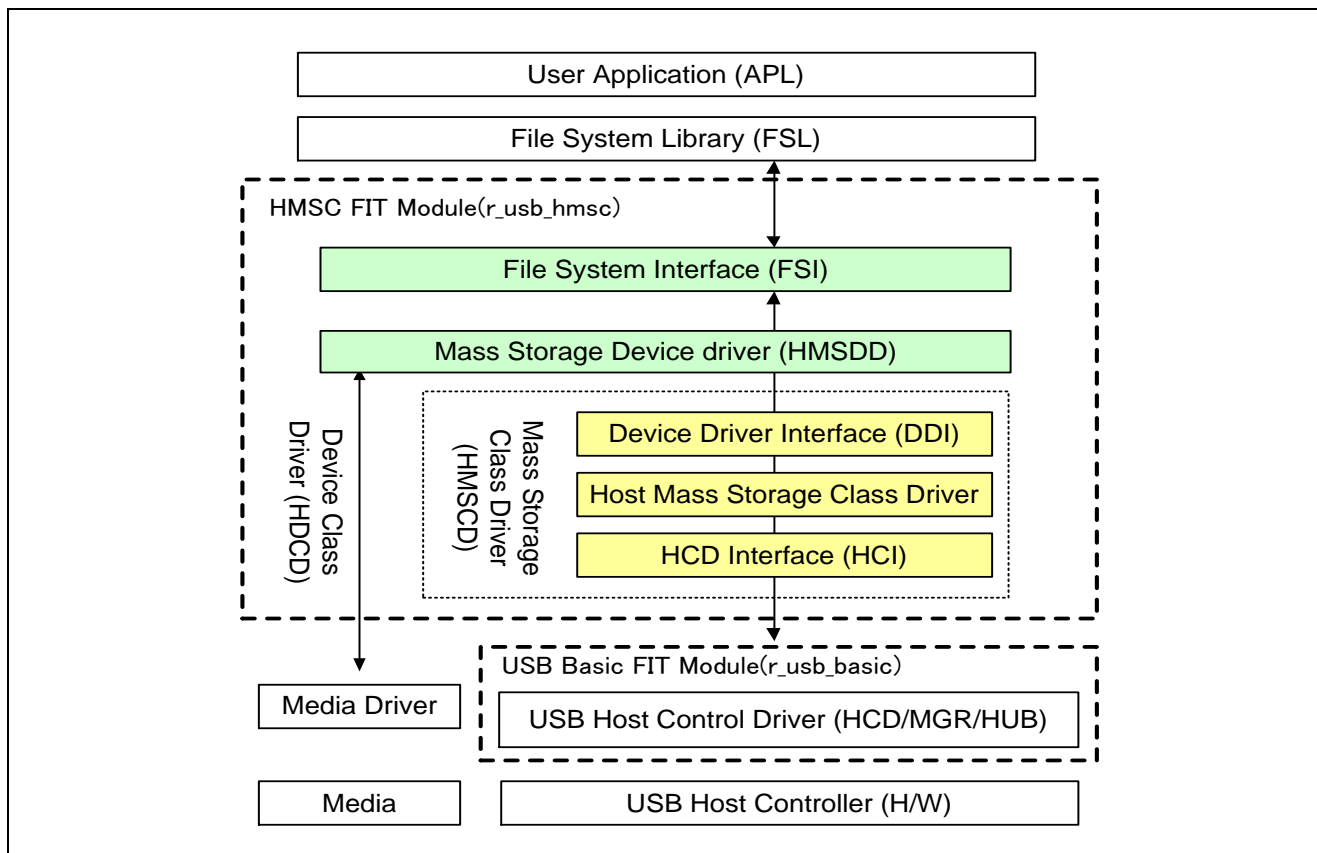 User Application (APL)
File System Library (FSL)
HMSC FIT Module(r_usb_hmsc)
File System Interface (FSI)
Mass Storage Device driver (HMSDD)
Device Class
Driver (HDCD)
Mass Storage
Class Driver
(HMSCD)
Device Driver Interface (DDI)
Host Mass Storage Class Driver
HCD Interface (HCI)
USB Basic FIT Module(r_usb_basic)
Media Driver
USB Host Control Driver (HCD/MGR/HUB)
Media
USB Host Controller (H/W)